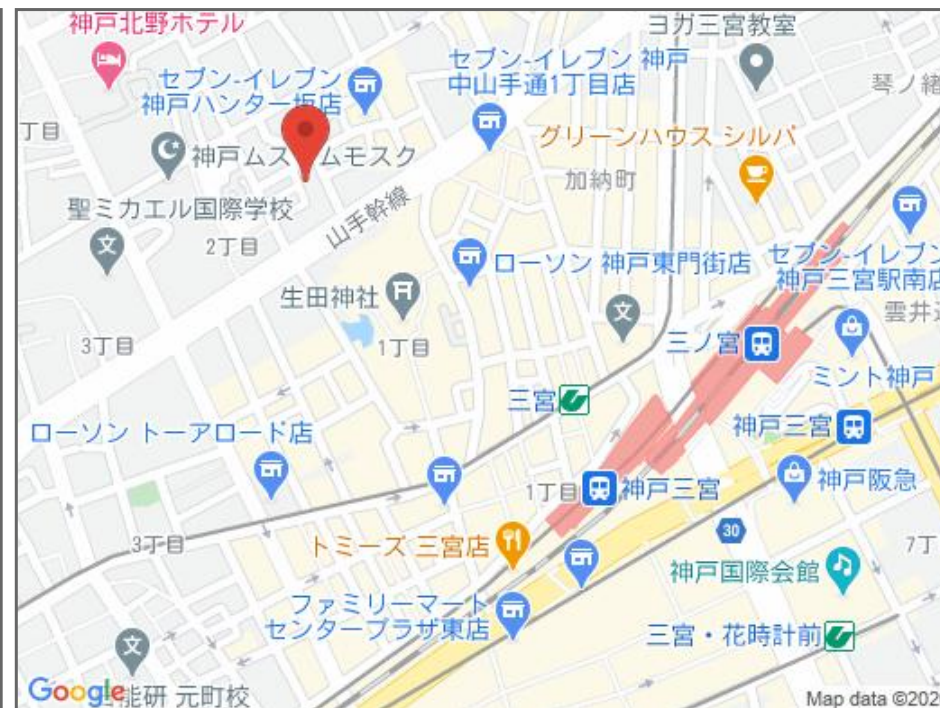 神戸北野ホテル
ヨガ三宮教室
セブン-イレブン
神戸ハンター坂店
セブン-イレブン 神戸
中山手通1丁目店
琴ノ緒
丁目
神戸ムス
ムモスク
グリーンハウス シルバ
加納町
聖ミカエル国際学校
山手幹線
2丁目
ローソン 神戸東門街店
セブン-イレブン
神戸三宮駅南店
生田神社
雲井通
3丁目
1丁目
三ノ宮
ミント神戸
三宮
ローソン トーアロード店
神戸三宮
1丁目
神戸三宮
神戸阪急
30
3丁目
トミーズ 三宮店
7丁
神戸国際会館
ファミリーマート
センタープラザ東店
三宮・花時計前
Google
能研 元町校
Map data ©202